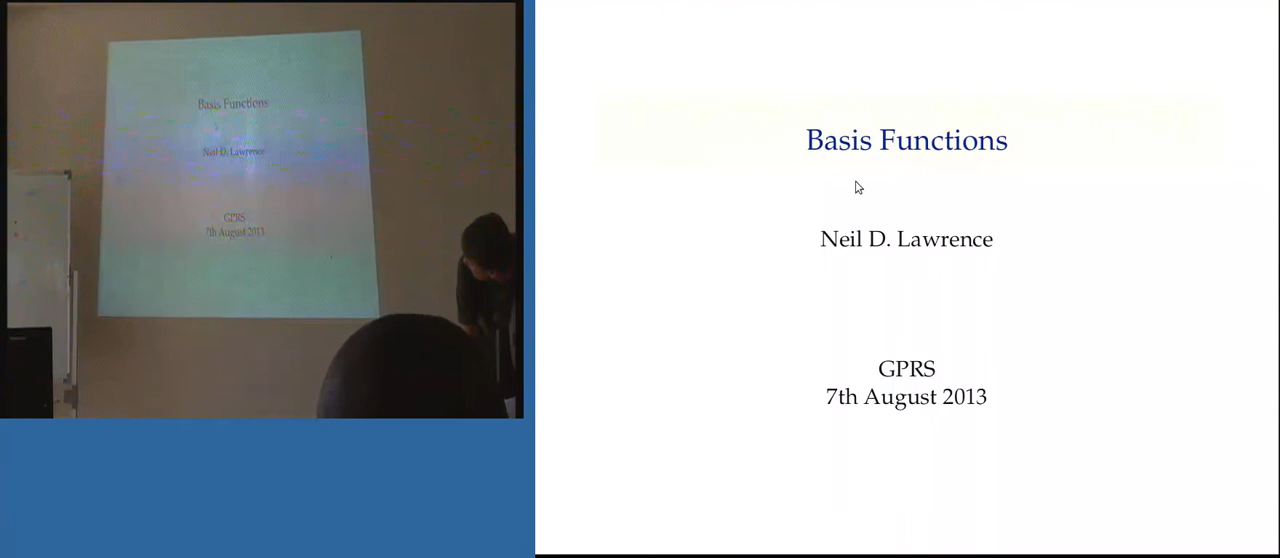 Basis Functions
Neil D. Lawrence
GPRS
7th August 2013
Basis Functions
Neil D. Lawrence
GPRS
7th August 2013